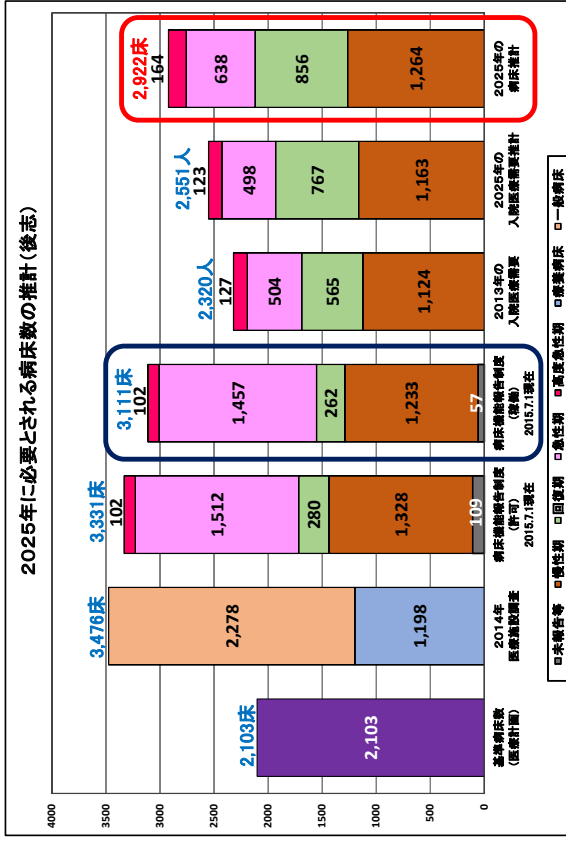 2025年に必要とされる病床数の推計(後志)
4000
3500
3000
2500
2000
1500
1000
500
0
2,103床
2,103
基準病床数
(医療計画)
3,476床
2,278
1,198
2014年
医療施設調査
3,331床
102
1,512
280
1,328
109
病床機能報告制度
(許可)
2015.7.1現在
3,111床
102
1,457
262
1,233
57
病床機能報告制度
(稼働)
2015.7.1現在
2,320人
127
504
565
1,124
2013年の
入院医療需要
2,551人
123
498
767
1,163
2025年の
入院医療需要推計
2,922床
164
638
856
1,264
2025年の
病床推計
未報告等 慢性期 回復期 急性期 高度急性期 療養病床 一般病床